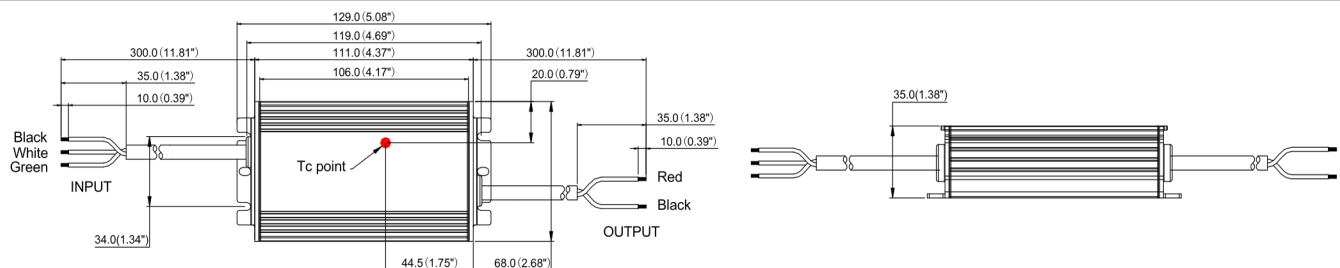 129.0(5.08")
119.0(4.69")
300.0(11.81")
111.0(4.37")
300.0(11.81")
35.0(1.38")
106.0(4.17")
20.0(0.79")
10.0(0.39")
35.0(1.38")
35.0(1.38")
10.0(0.39")
Black
White
Green
INPUT
Tc point
Red
Black
OUTPUT
34.0(1.34")
44.5(1.75")
68.0(2.68")